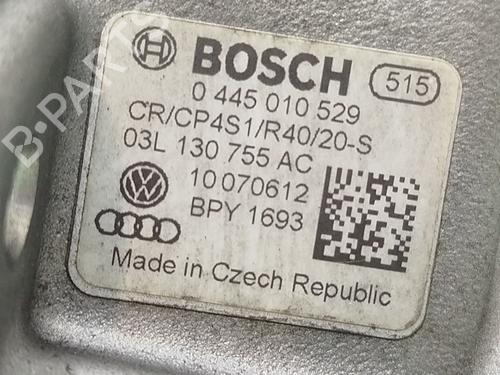 BOSCH 515
0 445 010 529
CR/CP4S1/R40/20-S
03L 130 755 AC
10 070612
BPY 1693
Made in Czech Republic
B-PARTS